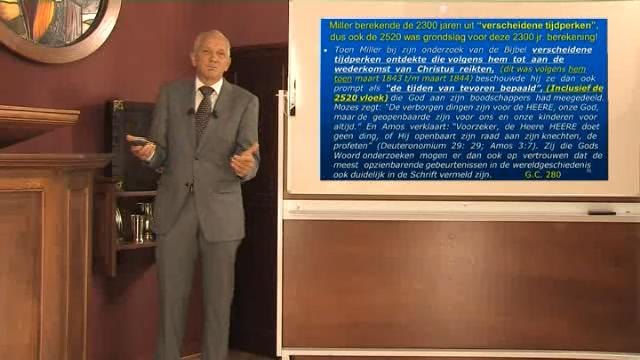 Miller berekende de 2300 jaren uit "verscheidene tijdperken",
dus ook de 2520 was grondslag voor deze 2300 jr. berekening!
• Toen Miller bij zijn onderzoek van de Bijbel verscheidene
tijdperken ontdekte die volgens hem tot aan de
wederkomst van Christus reikten, (dit was volgens hem
toen maart 1843 t/m maart 1844) beschouwde hij ze dan ook
prompt als "de tijden van tevoren bepaald", (Inclusief de
2520 vloek) die God aan zijn boodschappers had meegedeeld.
Mozes zegt: "De verborgen dingen zijn voor de HEERE, onze God,
maar de geopenbaarde zijn voor ons en onze kinderen voor
altijd." En Amos verklaart: "Voorzeker, de Heere HEERE doet
geen ding, of Hij openbaart zijn raad aan zijn knechten, de
profeten" (Deuteronomium 29: 29; Amos 3:7). Zij die Gods
Woord onderzoeken mogen er dan ook op vertrouwen dat de
meest opzienbarende gebeurtenissen in de wereldgeschiedenis
ook duidelijk in de Schrift vermeld zijn. G.C. 280